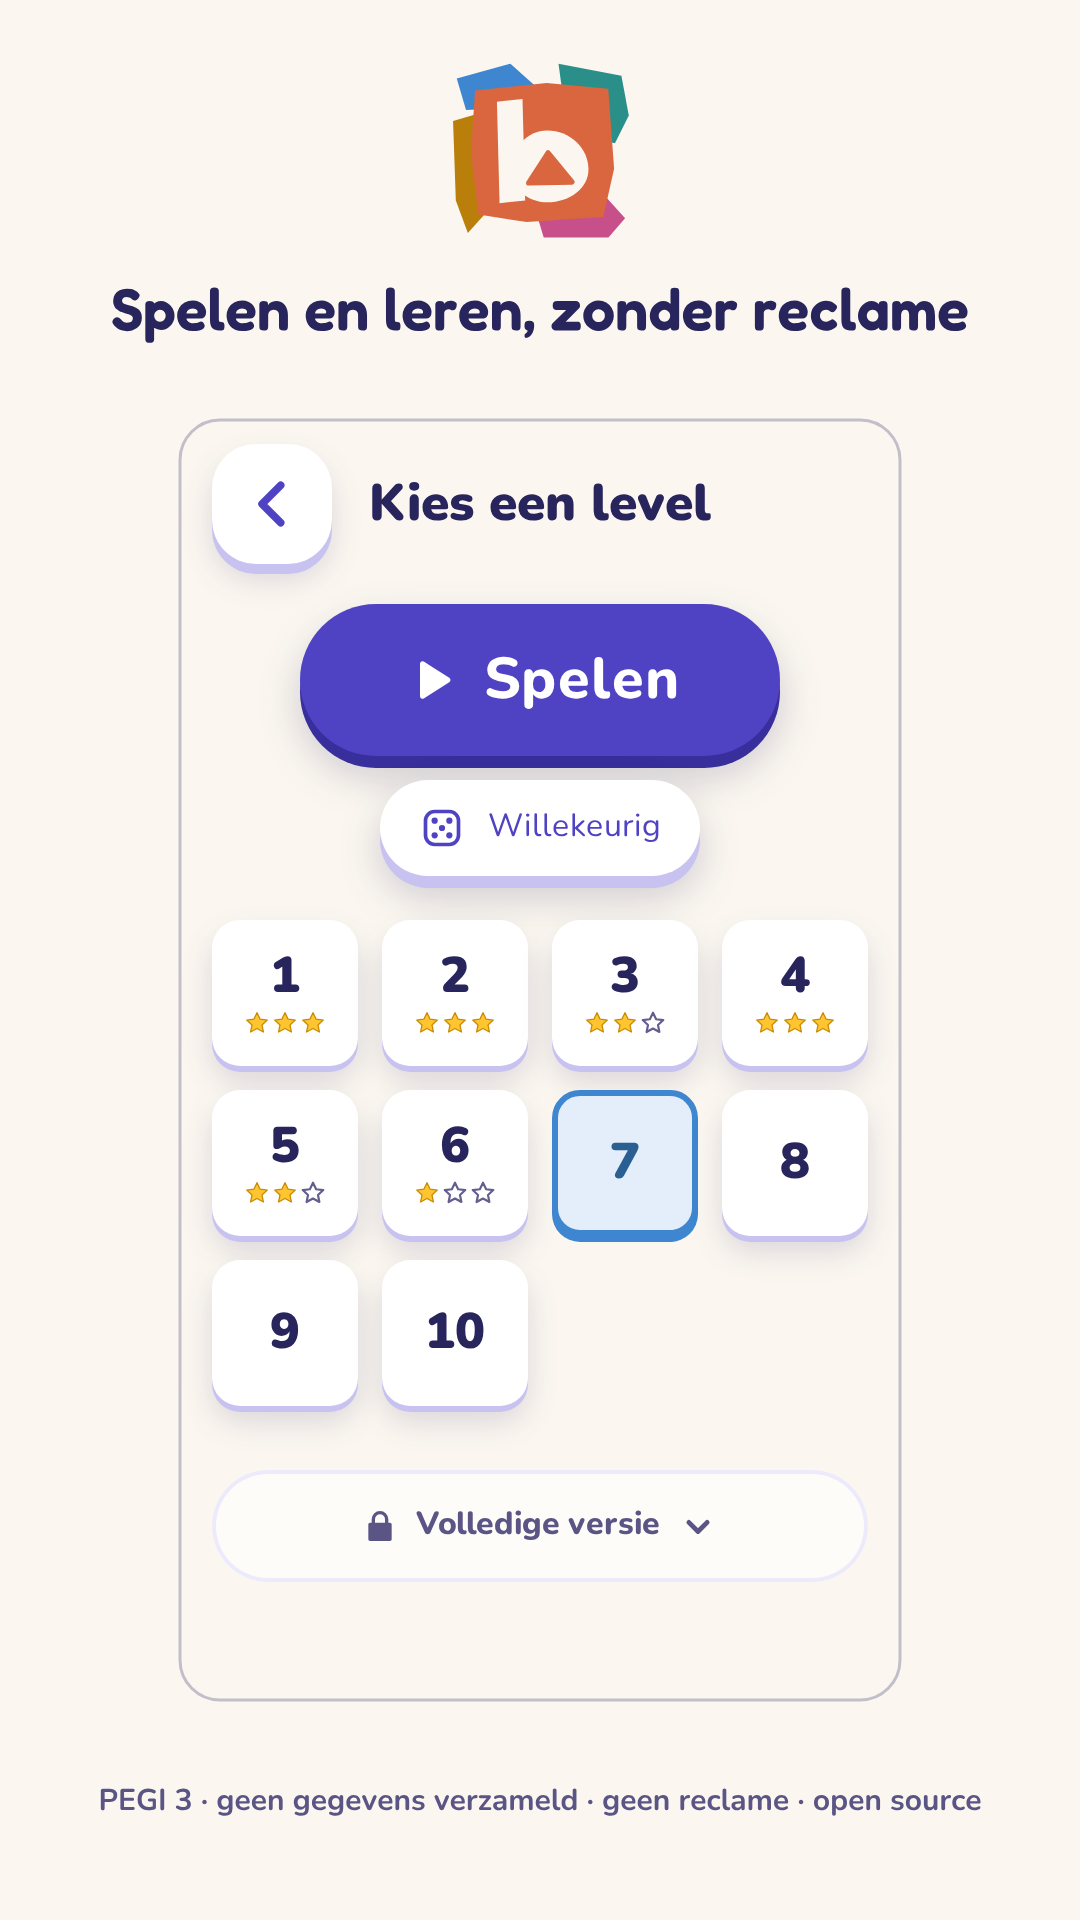 b
Spelen en leren, zonder reclame
Kies een level
Spelen
Willekeurig
1 2 3 4
5 6 7 8
9 10
Volledige versie
PEGI 3 · geen gegevens verzameld · geen reclame · open source